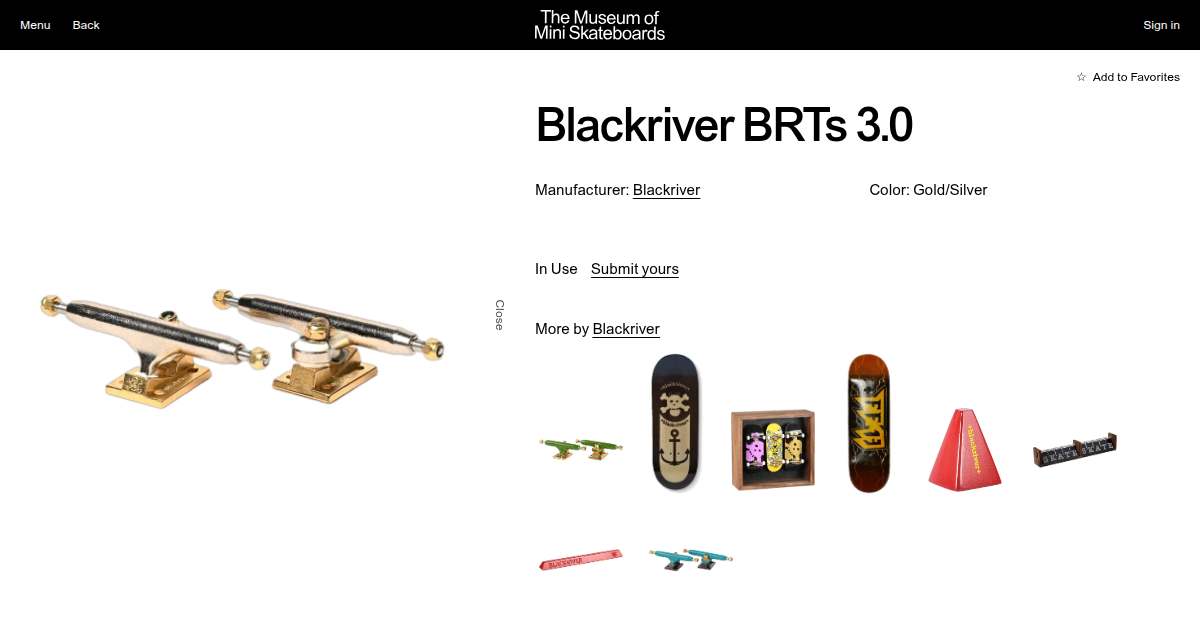 Menu
Back
The Museum of
Mini Skateboards
Sign in
☆ Add to Favorites
Blackriver BRTs 3.0
Manufacturer: Blackriver
Color: Gold/Silver
In Use
Submit yours
Close
More by Blackriver